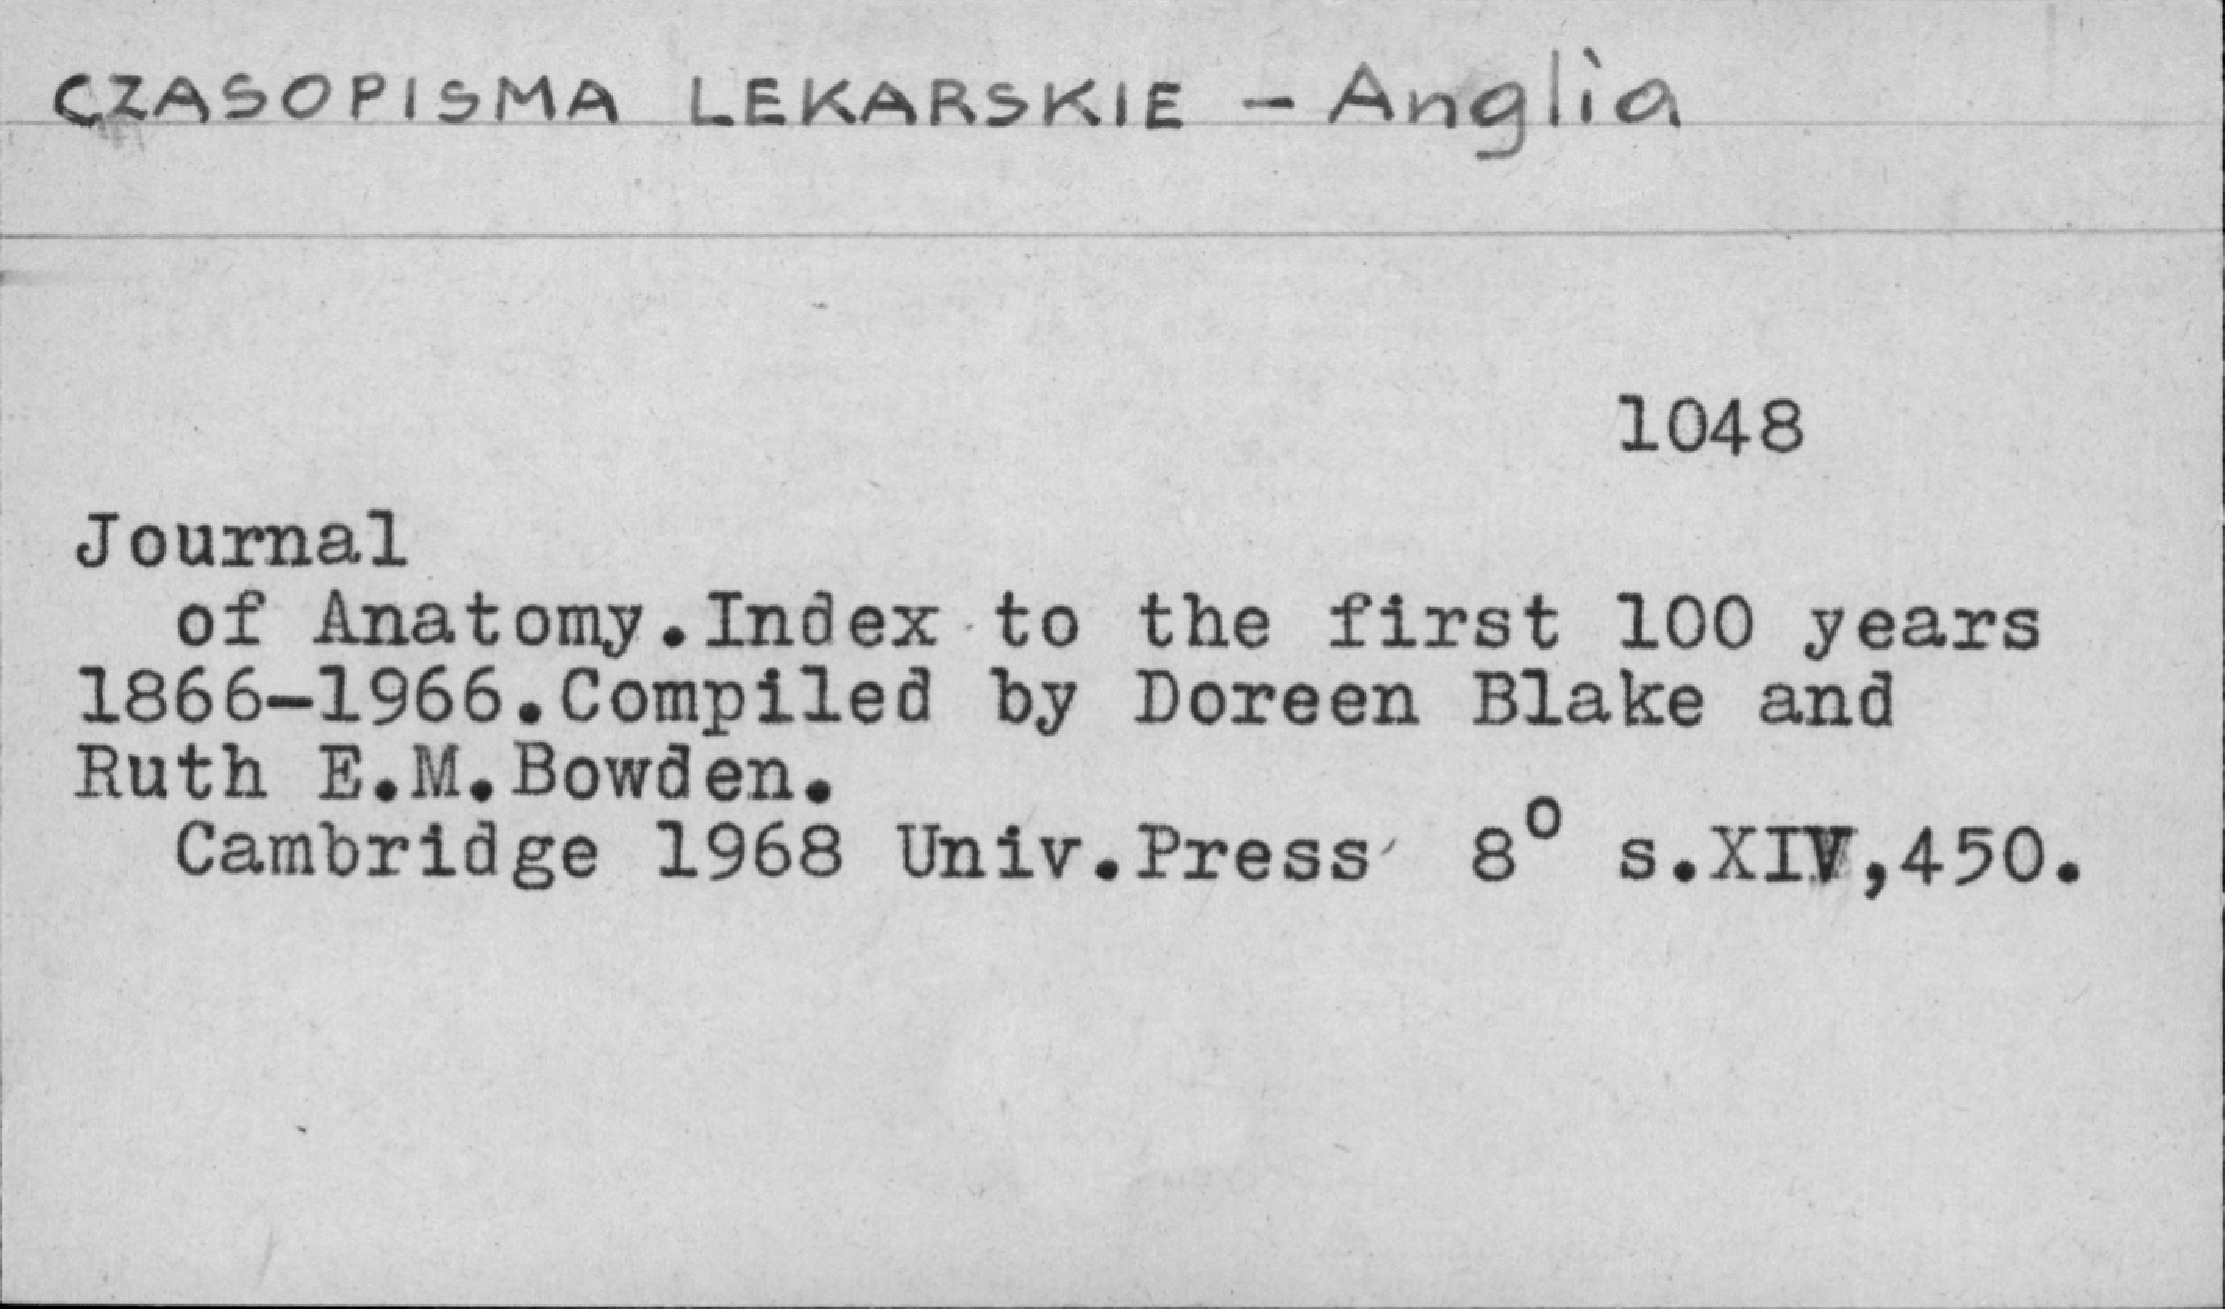 CZASOPISMA LEKARSKIE - Anglia
1048
Journal
of Anatomy.Index to the first 100 years
1866-1966.Compiled by Doreen Blake and
Ruth E.M.Bowden.
Cambridge 1968 Univ.Press 8° s.XIV,450.